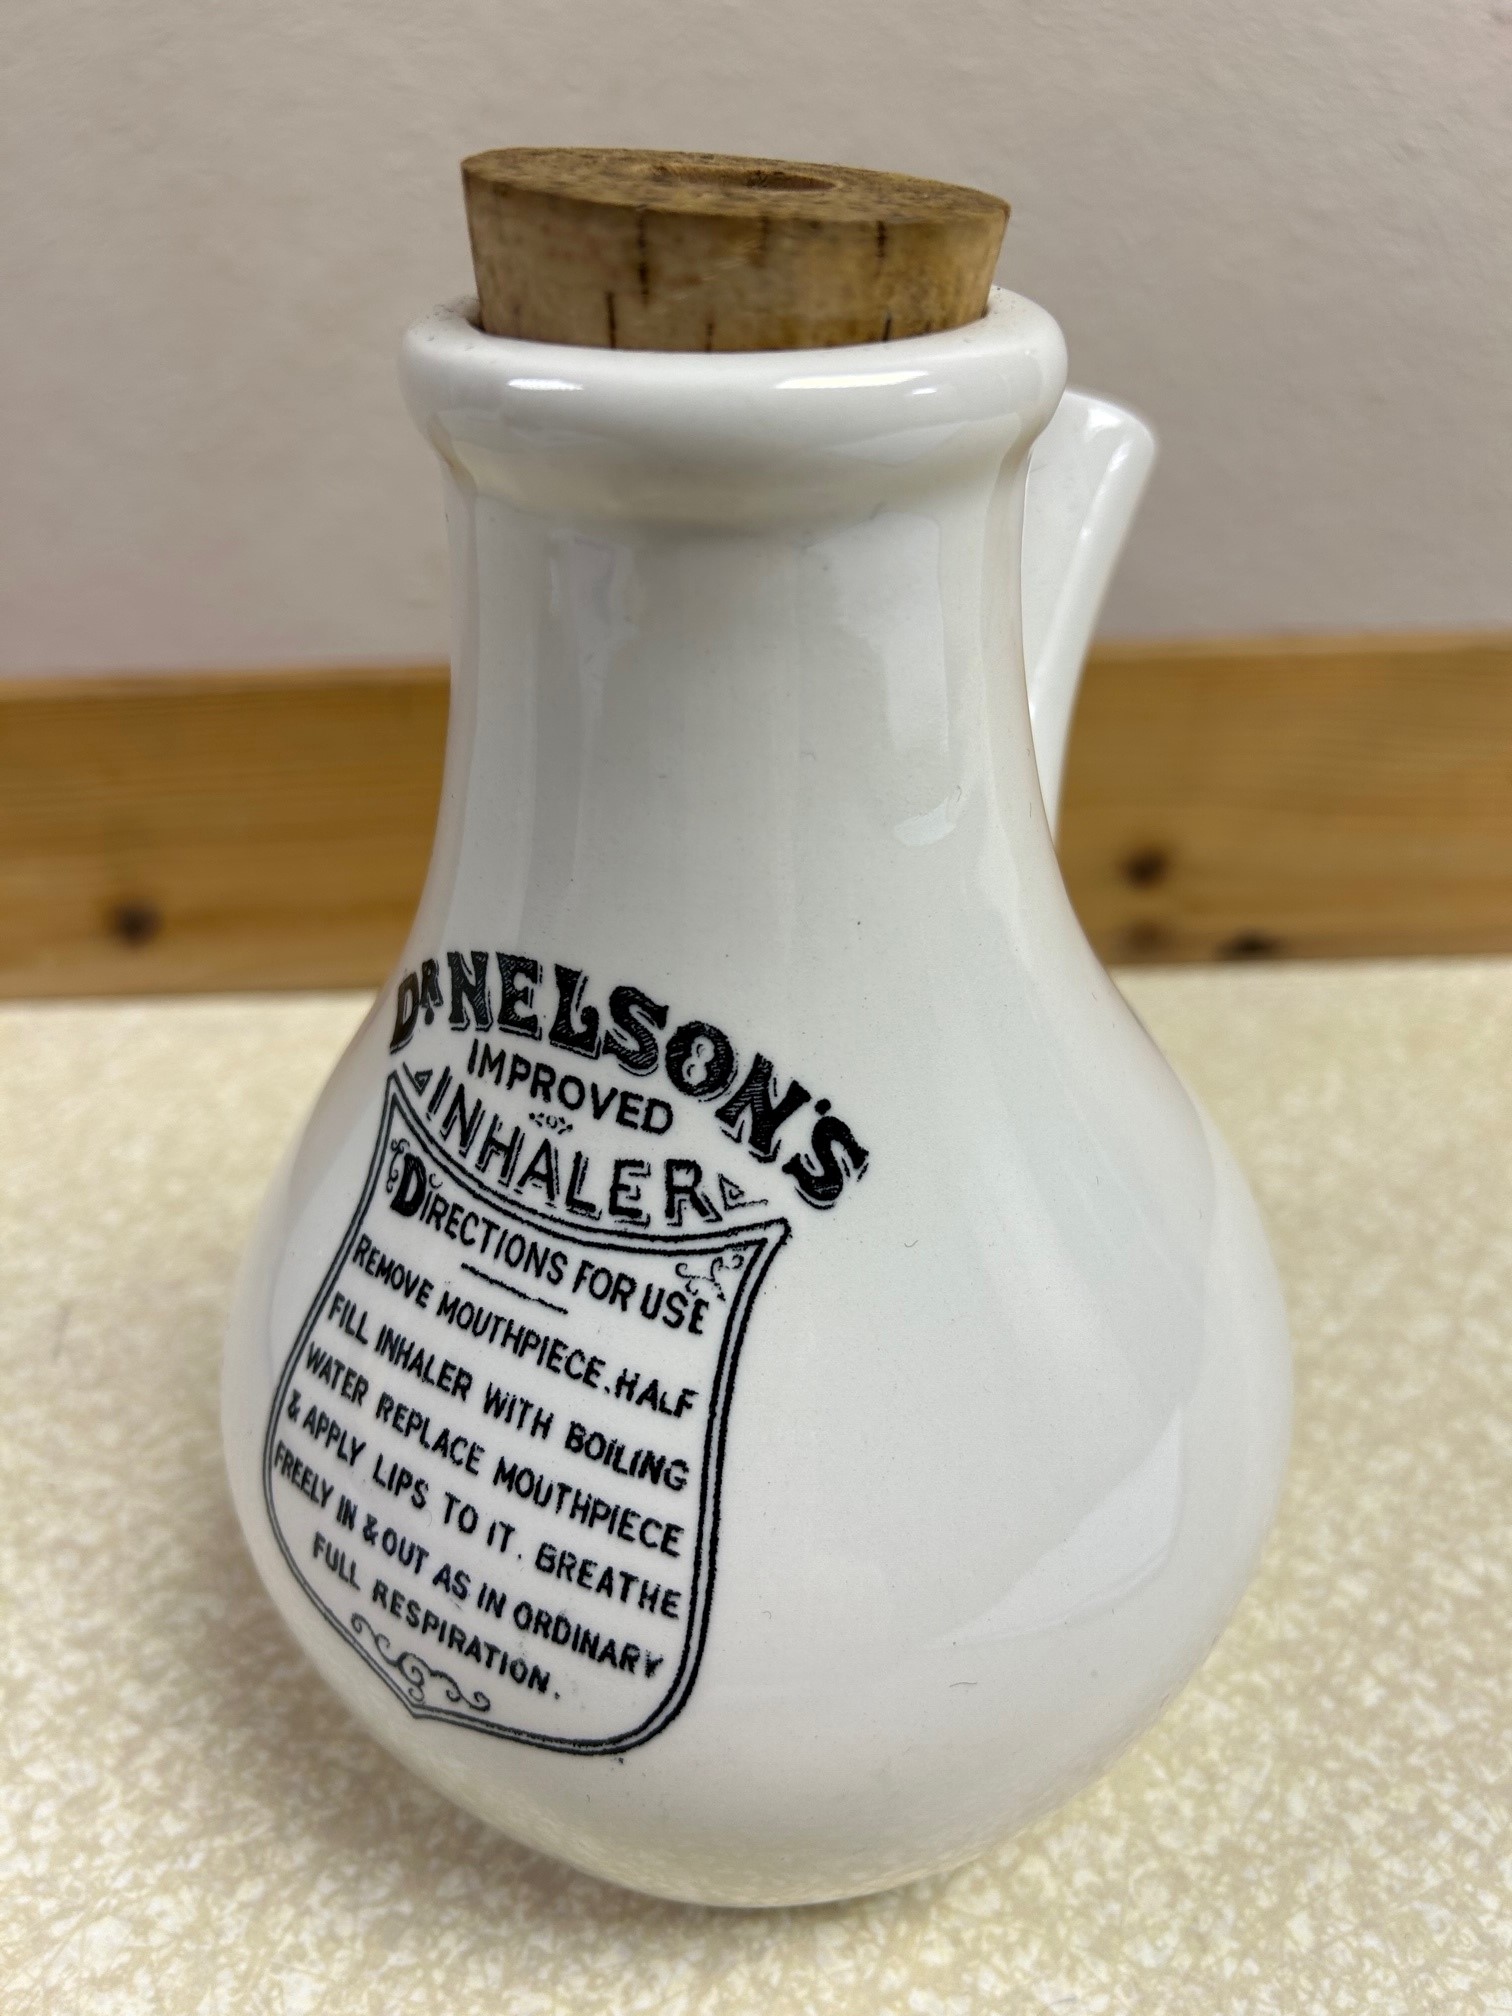 DR NELSON'S
IMPROVED
INHALER
DIRECTIONS FOR USE
REMOVE MOUTHPIECE. HALF
FILL INHALER WITH BOILING
WATER REPLACE MOUTHPIECE
& APPLY LIPS TO IT. BREATHE
FREELY IN & OUT AS IN ORDINARY
FULL RESPIRATION.